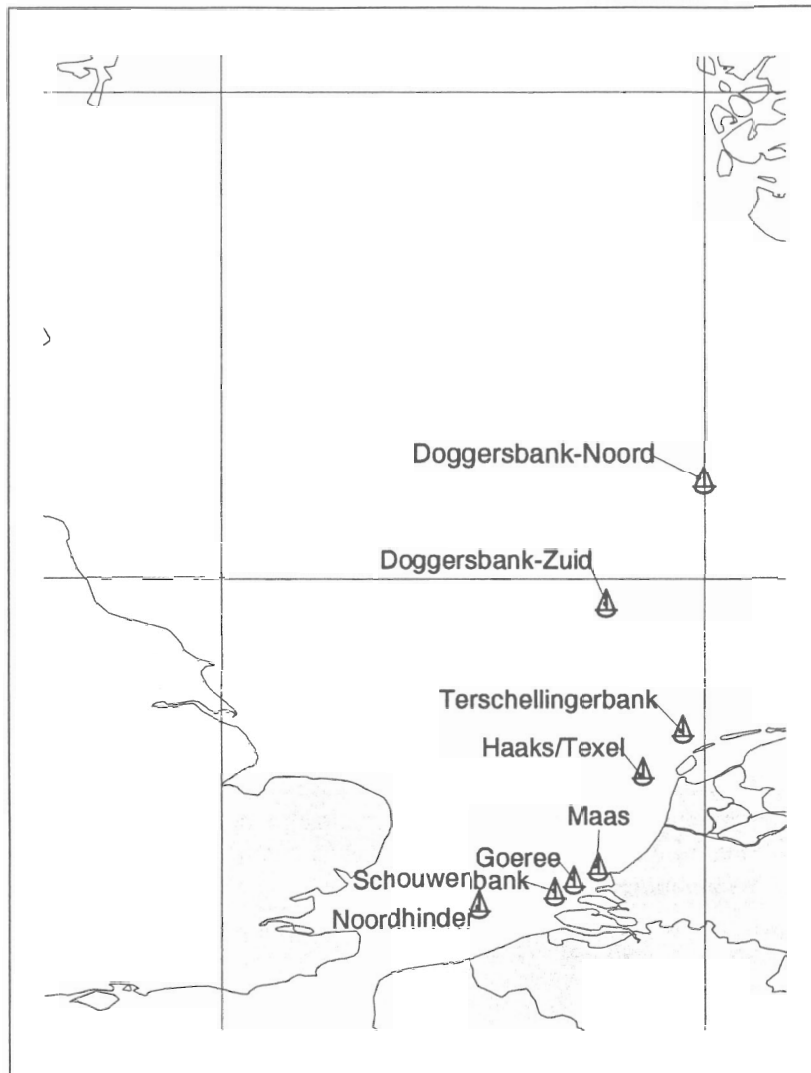 Doggersbank-Noord
Doggersbank-Zuid
Terschellingerbank
Haaks/Texel
Maas
Goeree
Schouwenbank
Noordhinder